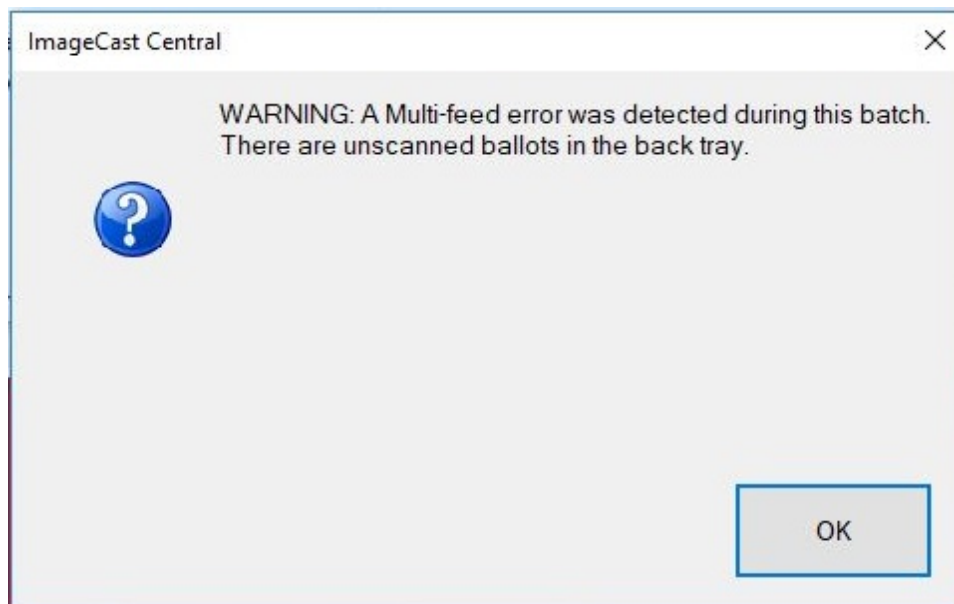 ImageCast Central
WARNING: A Multi-feed error was detected during this batch.
There are unscanned ballots in the back tray.
OK